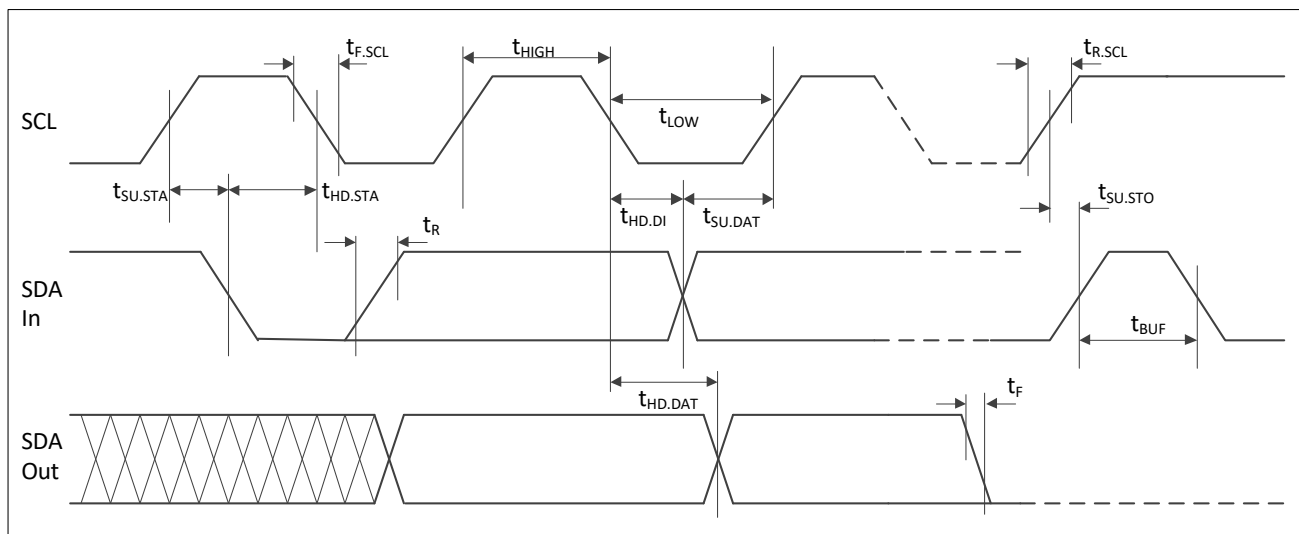 tF.SCL
tHIGH
tR.SCL
SCL
tLOW
tSU.STA
tHD.STA
tHD.DI
tSU.DAT
tSU.STO
tR
SDA
In
tBUF
tHD.DAT
tF
SDA
Out